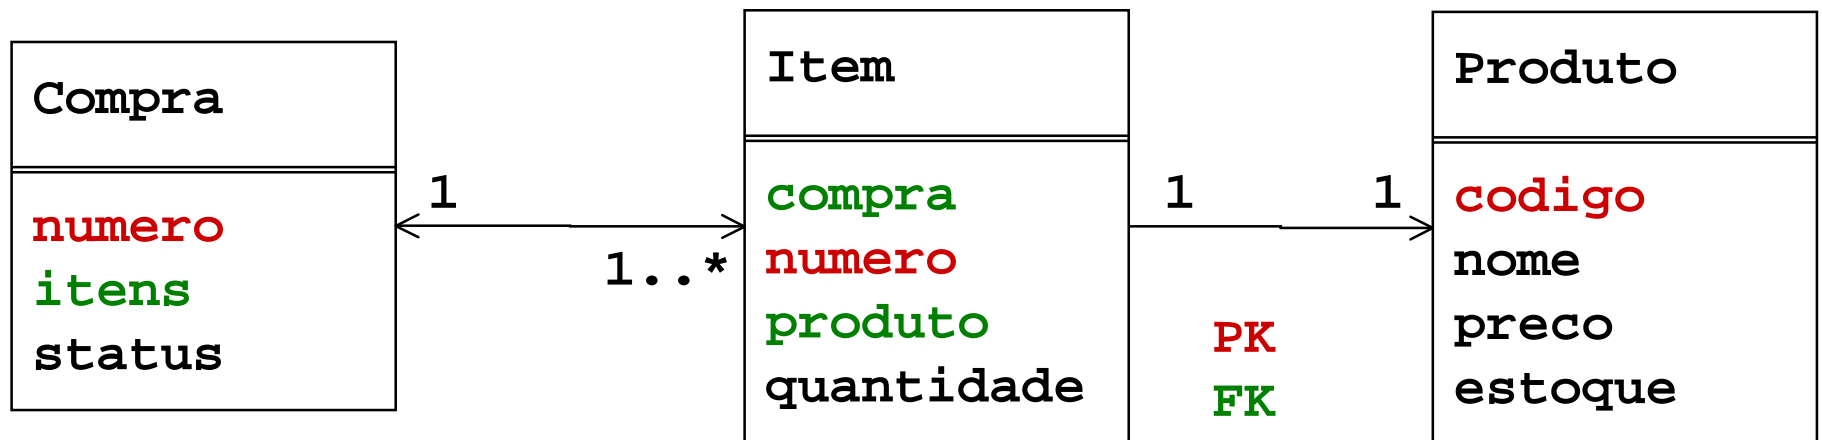 Compra
numero
itens
status
1
1..*
Item
compra
numero
produto
quantidade
1
1
PK
FK
Produto
codigo
nome
preco
estoque